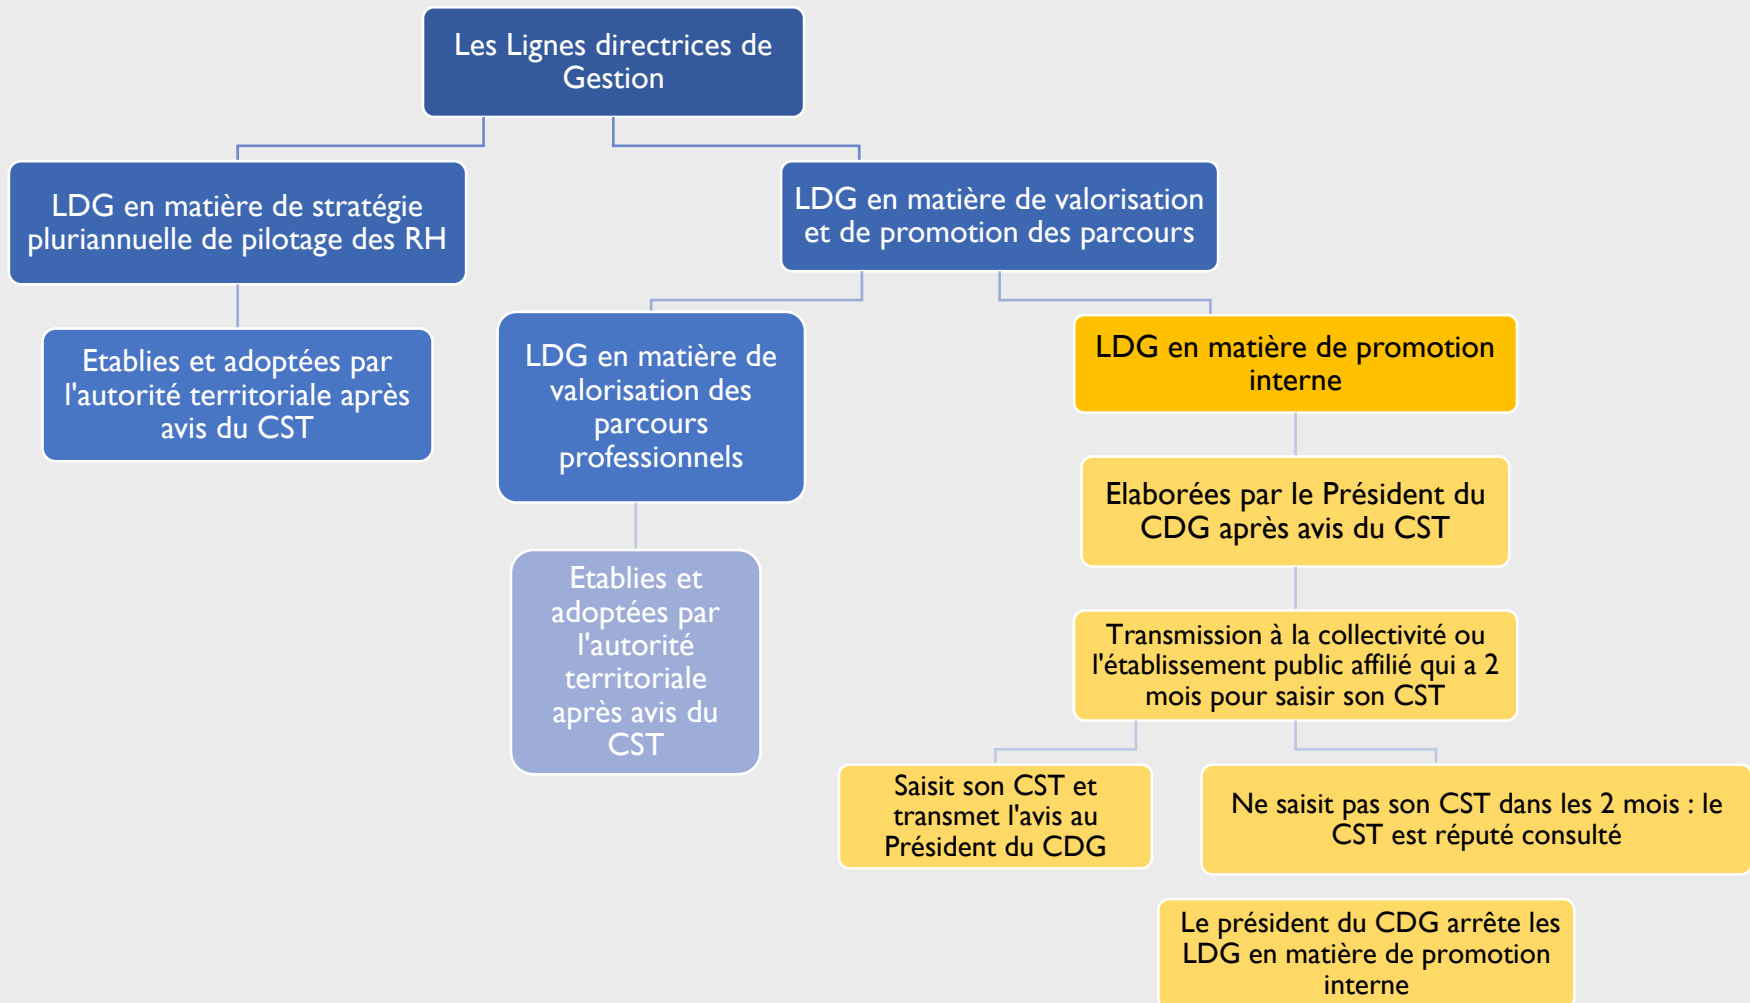 Les Lignes directrices de
Gestion
LDG en matière de stratégie
pluriannuelle de pilotage des RH
LDG en matière de valorisation
et de promotion des parcours
Etablies et adoptées par
l'autorité territoriale après
avis du CST
LDG en matière de
valorisation des
parcours
professionnels
LDG en matière de promotion
interne
Etablies et
adoptées par
l'autorité
territoriale
après avis du
CST
Elaborées par le Président du
CDG après avis du CST
Transmission à la collectivité ou
l'établissement public affilié qui a 2
mois pour saisir son CST
Saisit son CST et
transmet l'avis au
Président du CDG
Ne saisit pas son CST dans les 2 mois : le
CST est réputé consulté
Le président du CDG arrête les
LDG en matière de promotion
interne